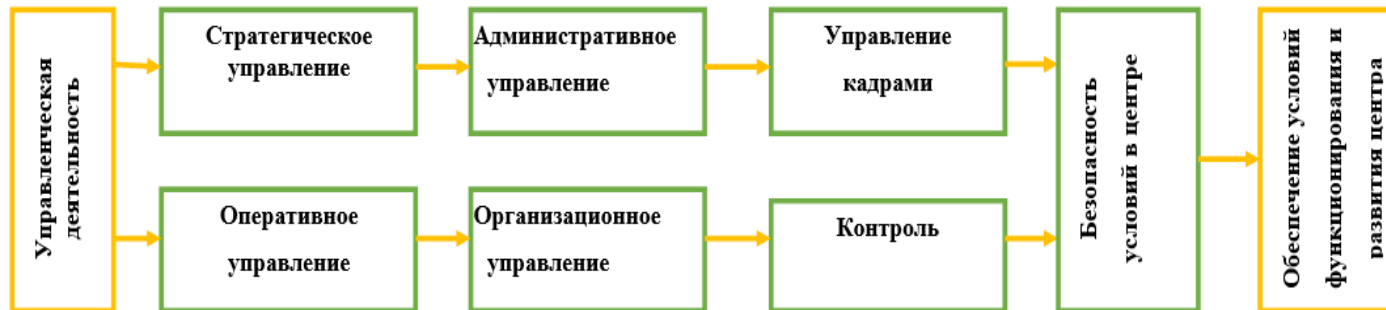 Управленческая
деятельность
Стратегическое
управление
Административное
управление
Управление
кадрами
Оперативное
управление
Организационное
управление
Контроль
Безопасность
условий в центре
Обеспечение условий
функционирования и
развития центра